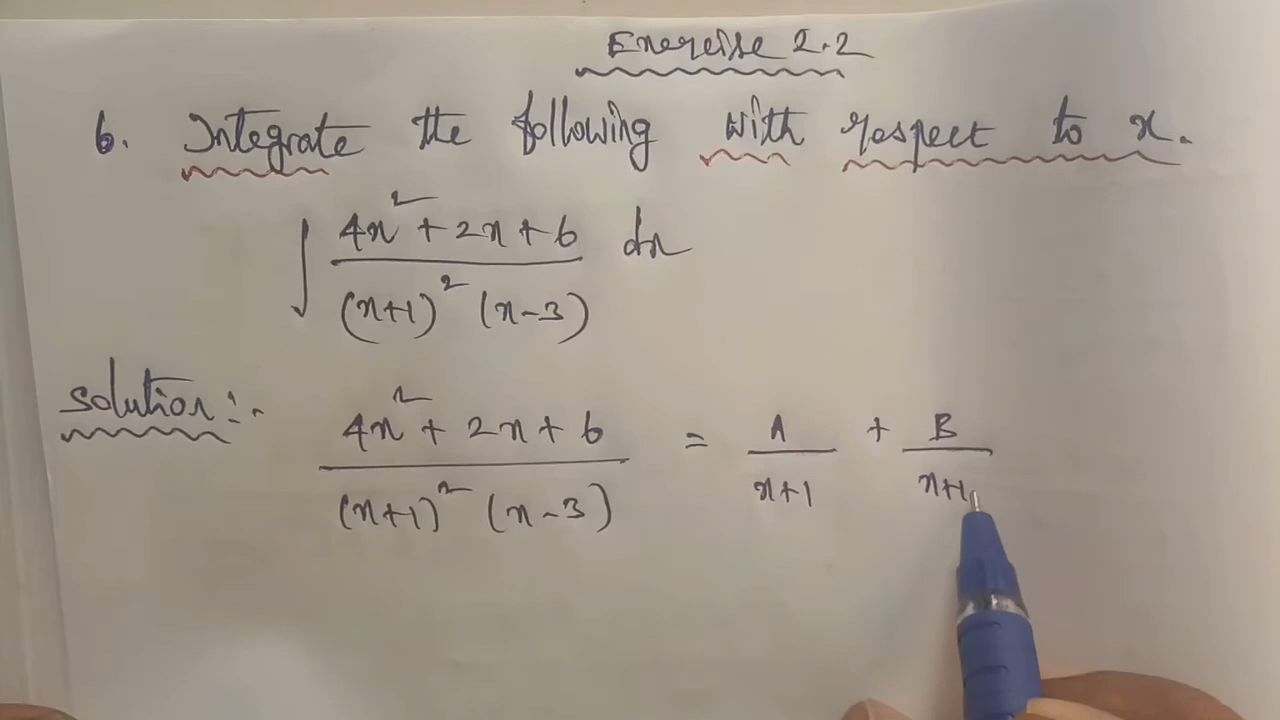 Exercise 2.2
6. Integrate the following with respect to x.
∫ 4x² + 2x + 6 / (x+1)² (x-3) dx
Solution:- 4x² + 2x + 6 / (x+1)² (x-3) = A / x+1 + B / x+1